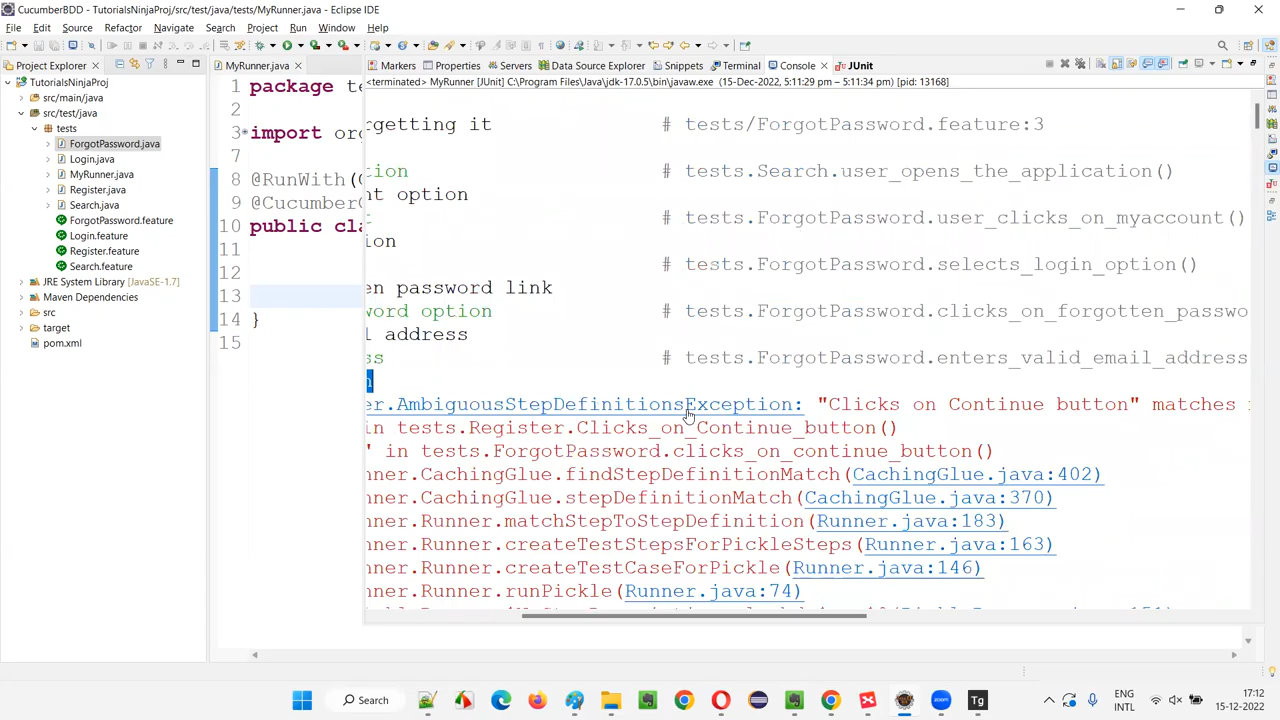 CucumberBDD - TutorialsNinjaProj/src/test/java/tests/MyRunner.java - Eclipse IDE
File Edit Source Refactor Navigate Search Project Run Window Help
Project Explorer
TutorialsNinjaProj
src/main/java
src/test/java
tests
ForgotPassword.java
Login.java
MyRunner.java
Register.java
Search.java
ForgotPassword.feature
Login.feature
Register.feature
Search.feature
JRE System Library [JavaSE-1.7]
Maven Dependencies
src
target
pom.xml
MyRunner.java
1 package te
2
3 import org
7
8 @RunWith(C
9 @CucumberO
10 public cla
11
12
13
14 }
15
Markers Properties Servers Data Source Explorer Snippets Terminal Console JUnit
<terminated> MyRunner [JUnit] C:\Program Files\Java\jdk-17.0.5\bin\javaw.exe (15-Dec-2022, 5:11:29 pm – 5:11:34 pm) [pid: 13168]
rgetting it # tests/ForgotPassword.feature:3
tion # tests.Search.user_opens_the_application()
nt option
t # tests.ForgotPassword.user_clicks_on_myaccount()
ion
# tests.ForgotPassword.selects_login_option()
en password link
word option # tests.ForgotPassword.clicks_on_forgotten_passwo
l address
ss # tests.ForgotPassword.enters_valid_email_address
n
er.AmbiguousStepDefinitionsException: "Clicks on Continue button" matches
in tests.Register.Clicks_on_Continue_button()
' in tests.ForgotPassword.clicks_on_continue_button()
nner.CachingGlue.findStepDefinitionMatch(CachingGlue.java:402)
nner.CachingGlue.stepDefinitionMatch(CachingGlue.java:370)
nner.Runner.matchStepToStepDefinition(Runner.java:183)
nner.Runner.createTestStepsForPickleSteps(Runner.java:163)
nner.Runner.createTestCaseForPickle(Runner.java:146)
nner.Runner.runPickle(Runner.java:74)
Search
Tg
ENG
INTL
17:12
15-12-2022